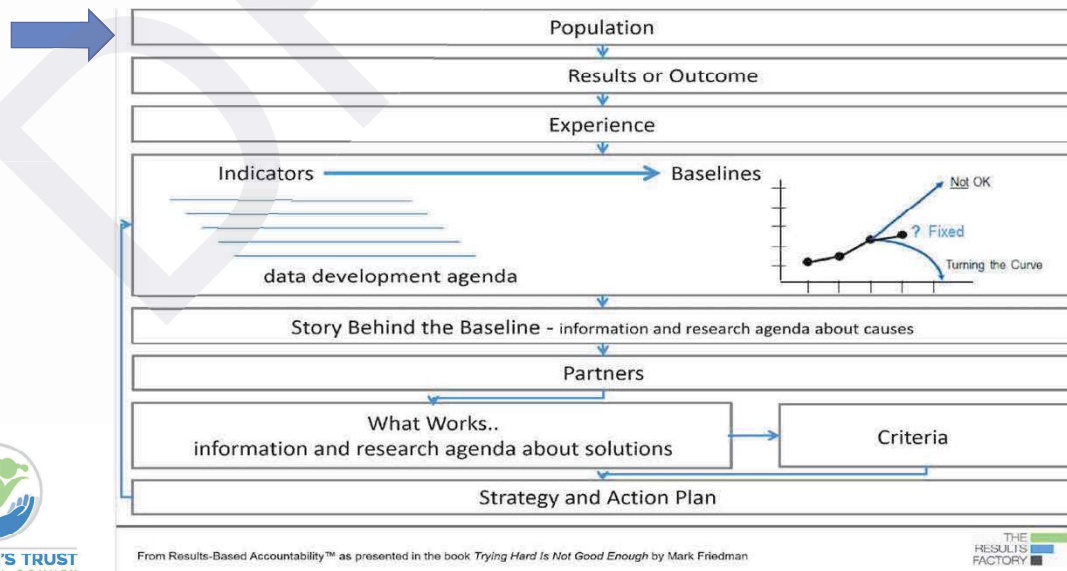 Population
Results or Outcome
Experience
Indicators
Baselines
Not OK
? Fixed
Turning the Curve
data development agenda
Story Behind the Baseline - information and research agenda about causes
Partners
What Works..
information and research agenda about solutions
Criteria
Strategy and Action Plan
'S TRUST
From Results-Based Accountability™ as presented in the book Trying Hard Is Not Good Enough by Mark Friedman
THE
RESULTS
FACTORY